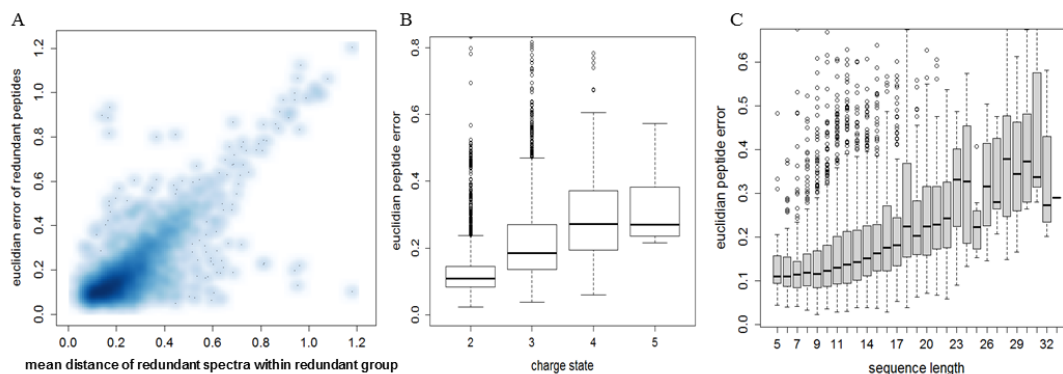 A
euclidian error of redundant peptides
0.0 0.2 0.4 0.6 0.8 1.0 1.2
0.0 0.2 0.4 0.6 0.8 1.0 1.2
mean distance of redundant spectra within redundant group
B
euclidian peptide error
0.0 0.2 0.4 0.6 0.8
2 3 4 5
charge state
C
euclidian peptide error
0.0 0.1 0.2 0.3 0.4 0.5 0.6
5 7 9 11 14 17 20 23 26 29 32
sequence length